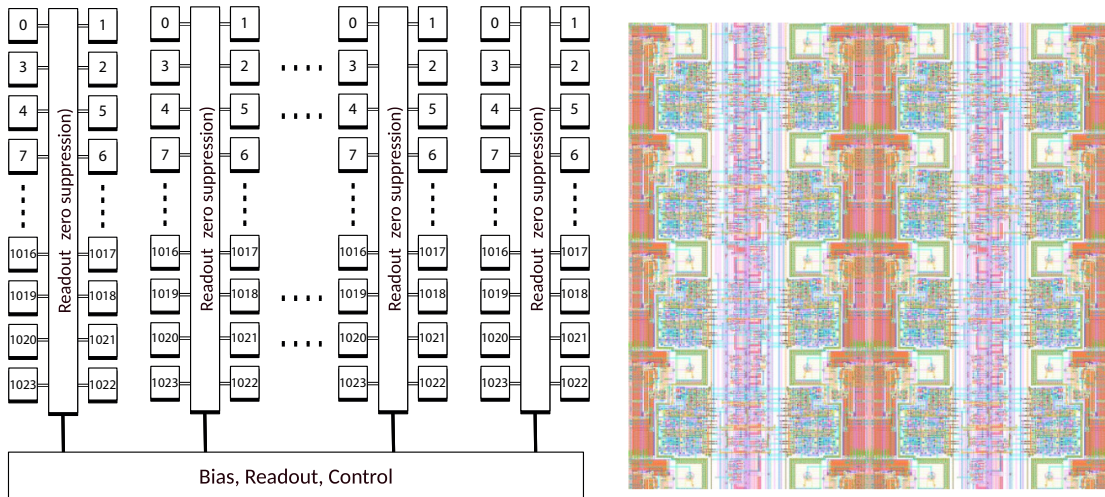 0 1 0 1 0 1 0 1
3 2 3 2 3 2 3 2
4 5 4 5 4 5 4 5
7 6 7 6 7 6 7 6
1016 1017 1016 1017 1016 1017 1016 1017
1019 1018 1019 1018 1019 1018 1019 1018
1020 1021 1020 1021 1020 1021 1020 1021
1023 1022 1023 1022 1023 1022 1023 1022
Readout zero suppression)
Readout zero suppression)
Readout zero suppression)
Readout zero suppression)
Bias, Readout, Control